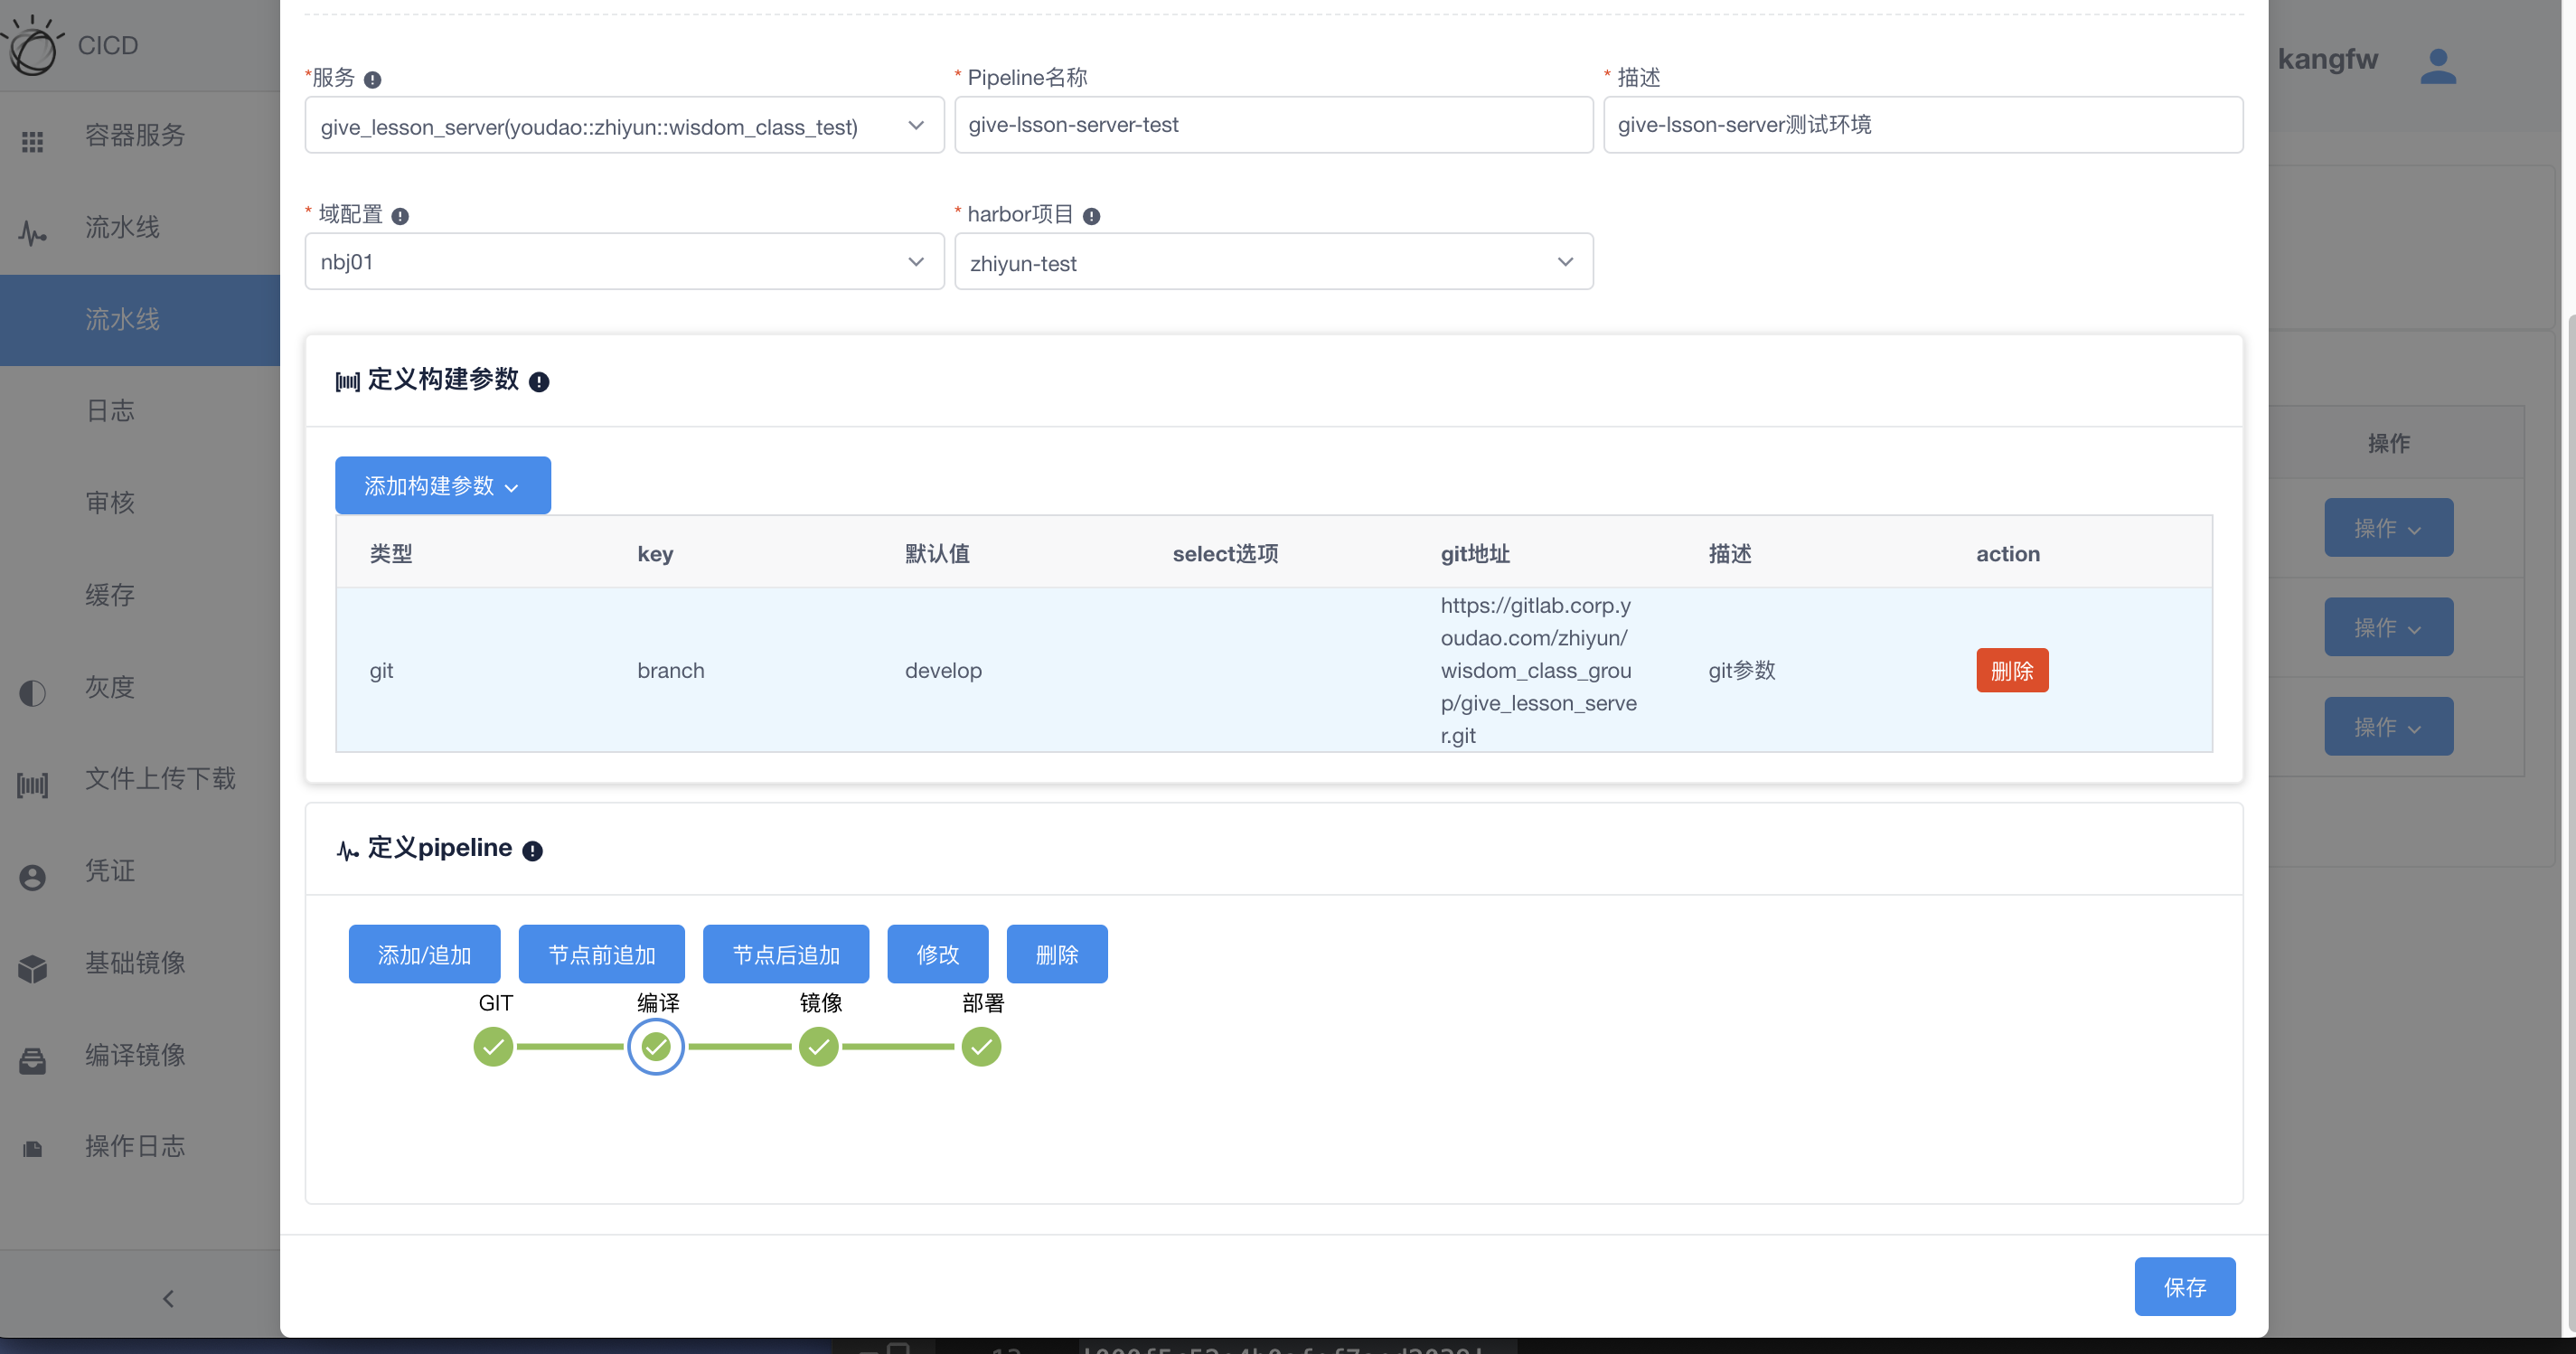 CICD
容器服务
流水线
流水线
日志
审核
缓存
灰度
文件上传下载
凭证
基础镜像
编译镜像
操作日志
kangfw
*服务
* Pipeline名称
* 描述
give_lesson_server(youdao::zhiyun::wisdom_class_test)
give-lsson-server-test
give-lsson-server测试环境
* 域配置
* harbor项目
nbj01
zhiyun-test
定义构建参数
添加构建参数
类型 key 默认值 select选项 git地址 描述 action
git branch develop
https://gitlab.corp.y
oudao.com/zhiyun/
wisdom_class_grou
p/give_lesson_serve
r.git
git参数
删除
定义pipeline
添加/追加 节点前追加 节点后追加 修改 删除
GIT 编译 镜像 部署
保存
操作
操作
操作
操作